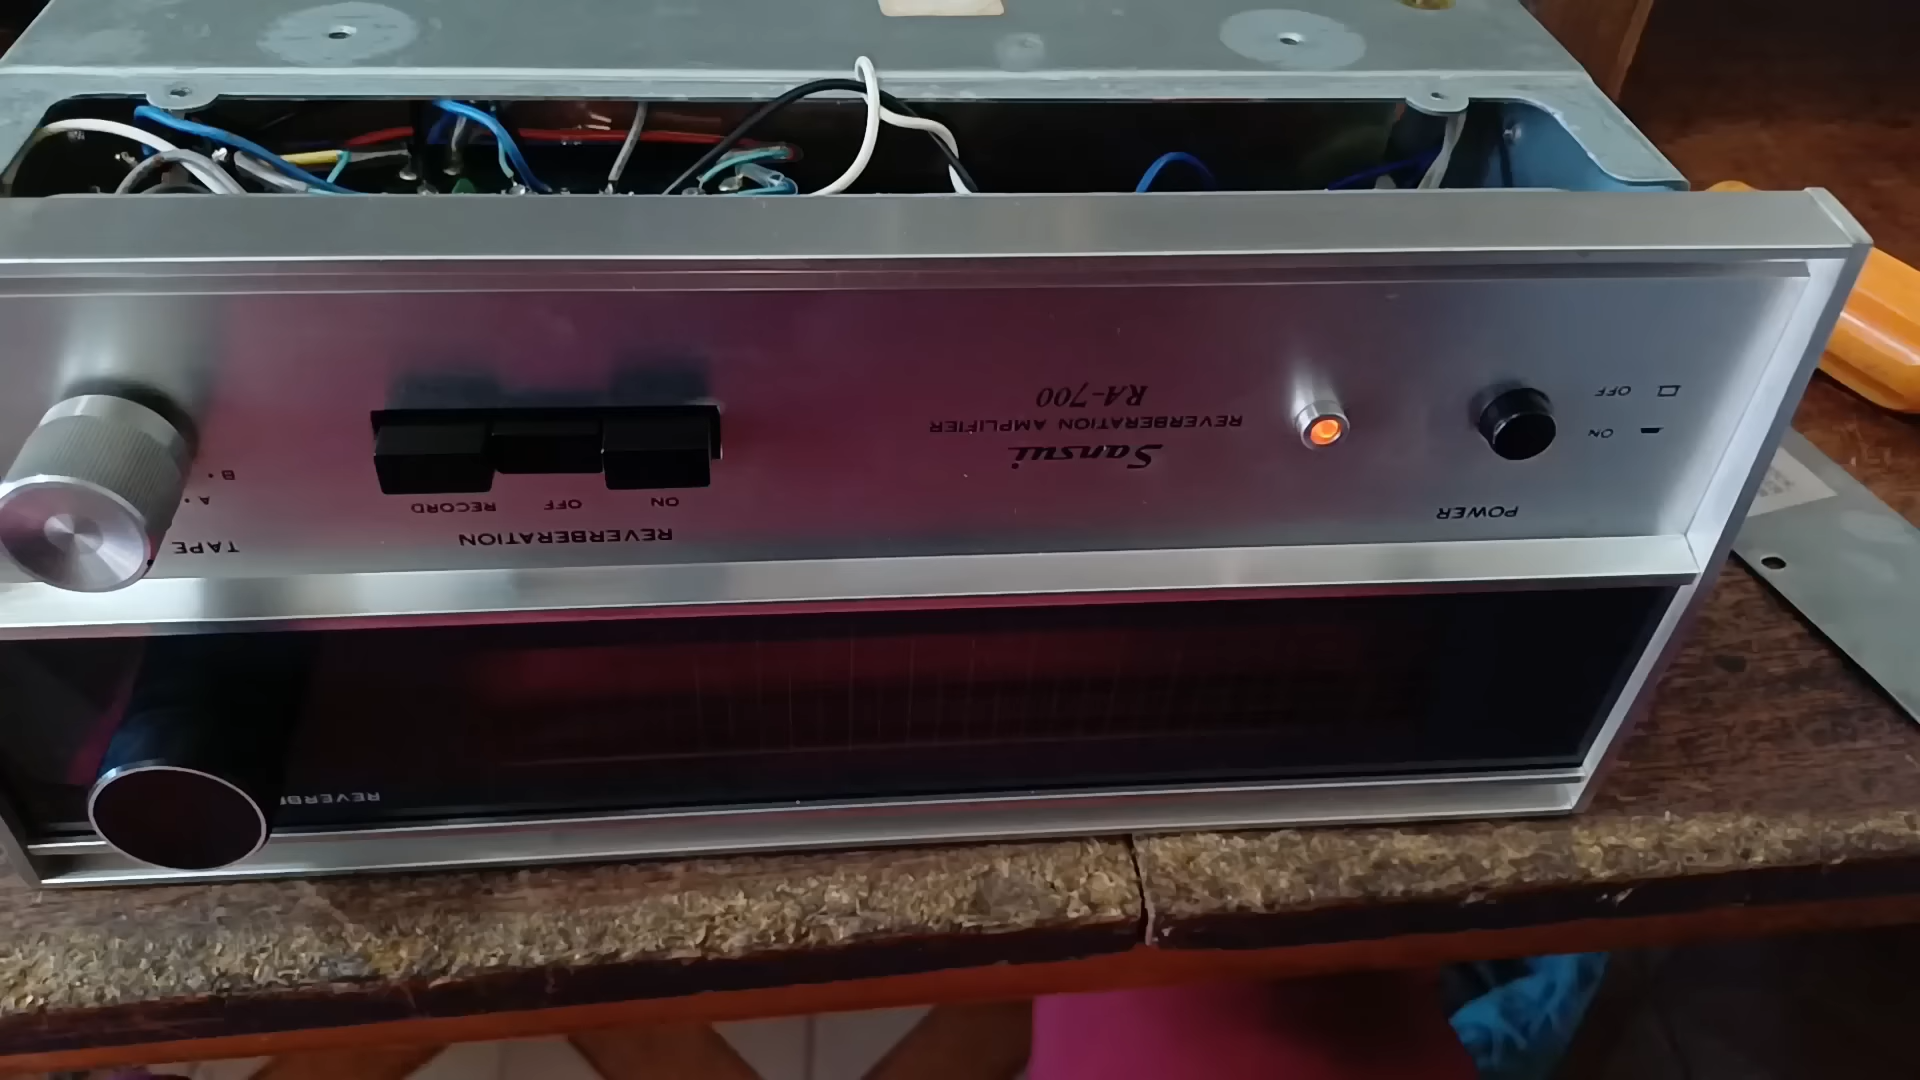 POWER
ON
OFF
Sansui
REVERBERATION AMPLIFIER
RA-700
REVERBERATION
ON
OFF
RECORD
TAPE
A
B